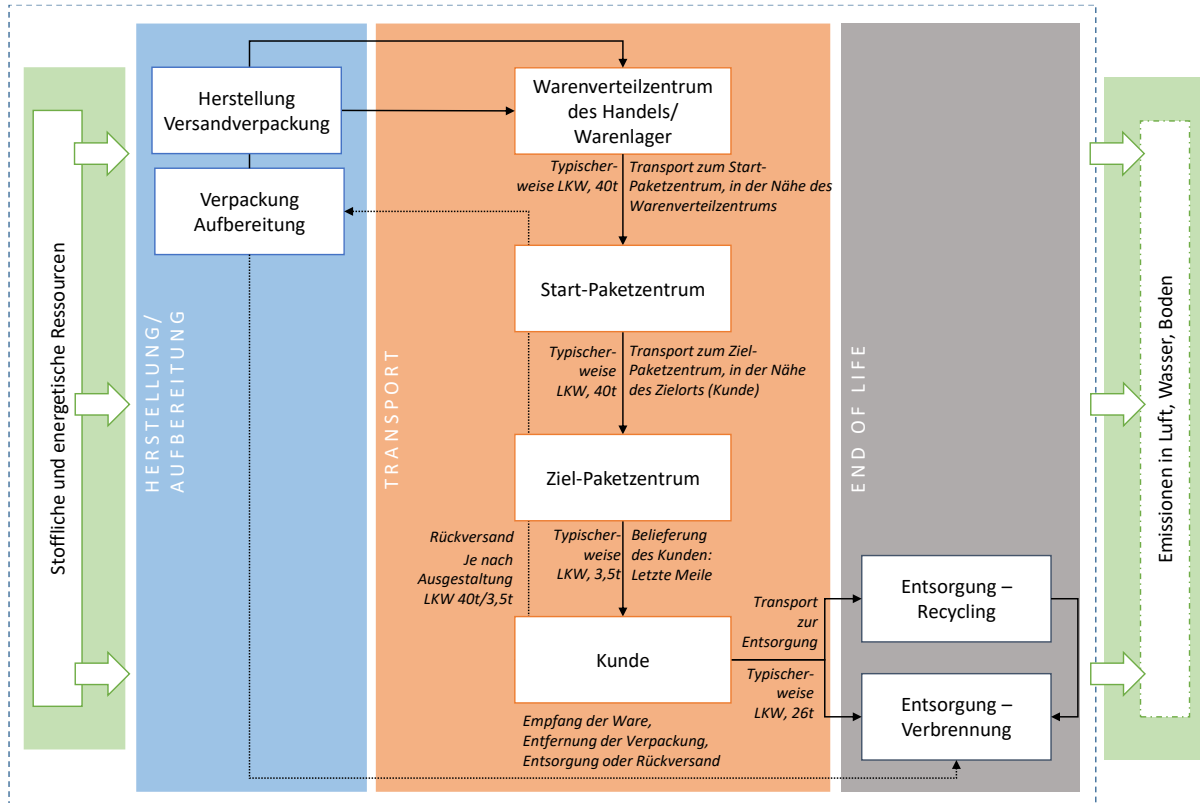 Stoffliche und energetische Ressourcen
HERSTELLUNG/
AUFBEREITUNG
Herstellung
Versandverpackung
Verpackung
Aufbereitung
TRANSPORT
Warenverteilzentrum
des Handels/
Warenlager
Typischer-
weise LKW, 40t
Transport zum Start-
Paketzentrum, in der Nähe des
Warenverteilzentrums
Start-Paketzentrum
Typischer-
weise
LKW, 40t
Transport zum Ziel-
Paketzentrum, in der Nähe
des Zielorts (Kunde)
Ziel-Paketzentrum
Rückversand
Je nach
Ausgestaltung
LKW 40t/3,5t
Typischer-
weise
LKW, 3,5t
Belieferung
des Kunden:
Letzte Meile
Kunde
Empfang der Ware,
Entfernung der Verpackung,
Entsorgung oder Rückversand
Transport
zur
Entsorgung
Typischer-
weise
LKW, 26t
END OF LIFE
Entsorgung –
Recycling
Entsorgung –
Verbrennung
Emissionen in Luft, Wasser, Boden